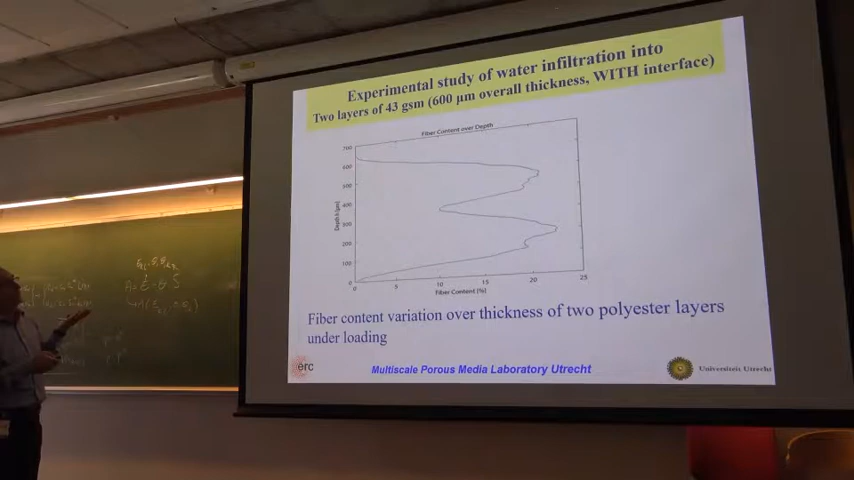 Experimental study of water infiltration into
Two layers of 43 gsm (600 µm overall thickness, WITH interface)
Fiber Content over Depth
700
600
500
400
300
200
100
0
Depth [µm]
0 5 10 15 20 25
Fiber Content [%]
Fiber content variation over thickness of two polyester layers
under loading
erc
Multiscale Porous Media Laboratory Utrecht
Universiteit Utrecht